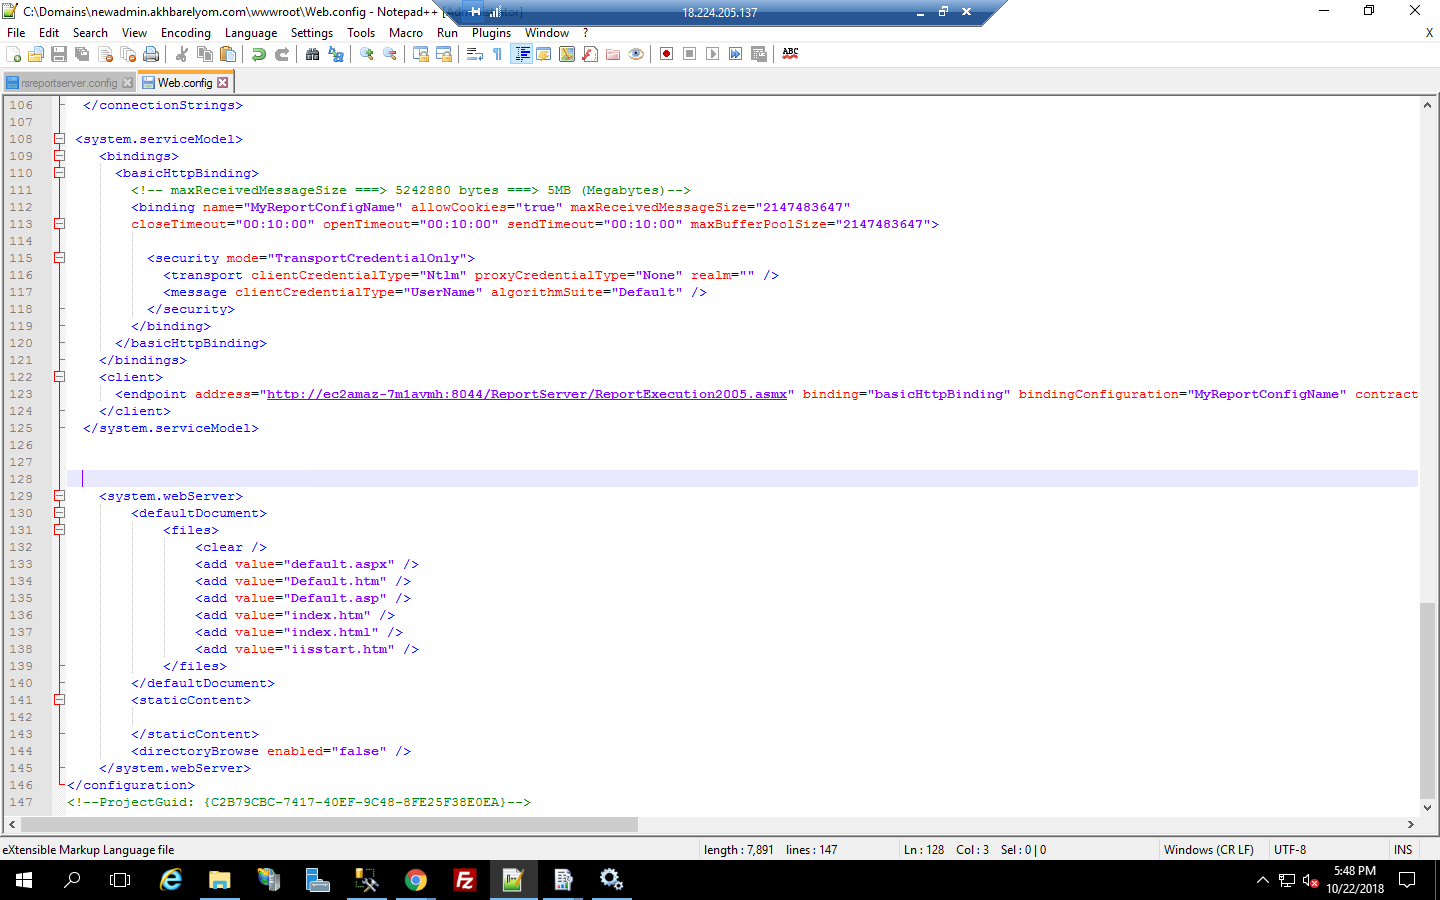 C:\Domains\newadmin.akhbarelyom.com\wwwroot\Web.config - Notepad++ [Administrator]
18.224.205.137
File Edit Search View Encoding Language Settings Tools Macro Run Plugins Window ? X
rsreportserver.config Web.config
106 </connectionStrings>
107
108 <system.serviceModel>
109 <bindings>
110 <basicHttpBinding>
111 <!-- maxReceivedMessageSize ===> 5242880 bytes ===> 5MB (Megabytes)-->
112 <binding name="MyReportConfigName" allowCookies="true" maxReceivedMessageSize="2147483647"
113 closeTimeout="00:10:00" openTimeout="00:10:00" sendTimeout="00:10:00" maxBufferPoolSize="2147483647">
114
115 <security mode="TransportCredentialOnly">
116 <transport clientCredentialType="Ntlm" proxyCredentialType="None" realm="" />
117 <message clientCredentialType="UserName" algorithmSuite="Default" />
118 </security>
119 </binding>
120 </basicHttpBinding>
121 </bindings>
122 <client>
123 <endpoint address="http://ec2amaz-7m1avmh:8044/ReportServer/ReportExecution2005.asmx" binding="basicHttpBinding" bindingConfiguration="MyReportConfigName" contract
124 </client>
125 </system.serviceModel>
126
127
128
129 <system.webServer>
130 <defaultDocument>
131 <files>
132 <clear />
133 <add value="default.aspx" />
134 <add value="Default.htm" />
135 <add value="Default.asp" />
136 <add value="index.htm" />
137 <add value="index.html" />
138 <add value="iisstart.htm" />
139 </files>
140 </defaultDocument>
141 <staticContent>
142
143 </staticContent>
144 <directoryBrowse enabled="false" />
145 </system.webServer>
146 </configuration>
147 <!--ProjectGuid: {C2B79CBC-7417-40EF-9C48-8FE25F38E0EA}-->
eXtensible Markup Language file length : 7,891 lines : 147 Ln : 128 Col : 3 Sel : 0 | 0 Windows (CR LF) UTF-8 INS
5:48 PM
10/22/2018